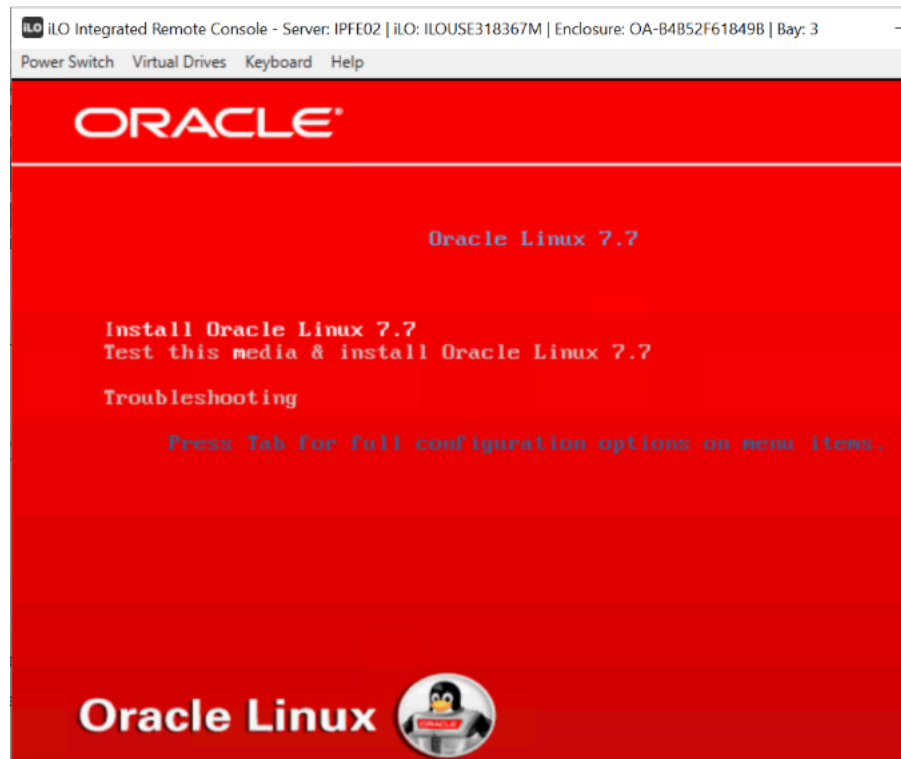 iLO iLO Integrated Remote Console - Server: IPFE02 | iLO: ILOUSE318367M | Enclosure: OA-B4B52F61849B | Bay: 3
Power Switch Virtual Drives Keyboard Help
ORACLE®
Oracle Linux 7.7
Install Oracle Linux 7.7
Test this media & install Oracle Linux 7.7
Troubleshooting
Press Tab for full configuration options on menu items.
Oracle Linux
ORACLE